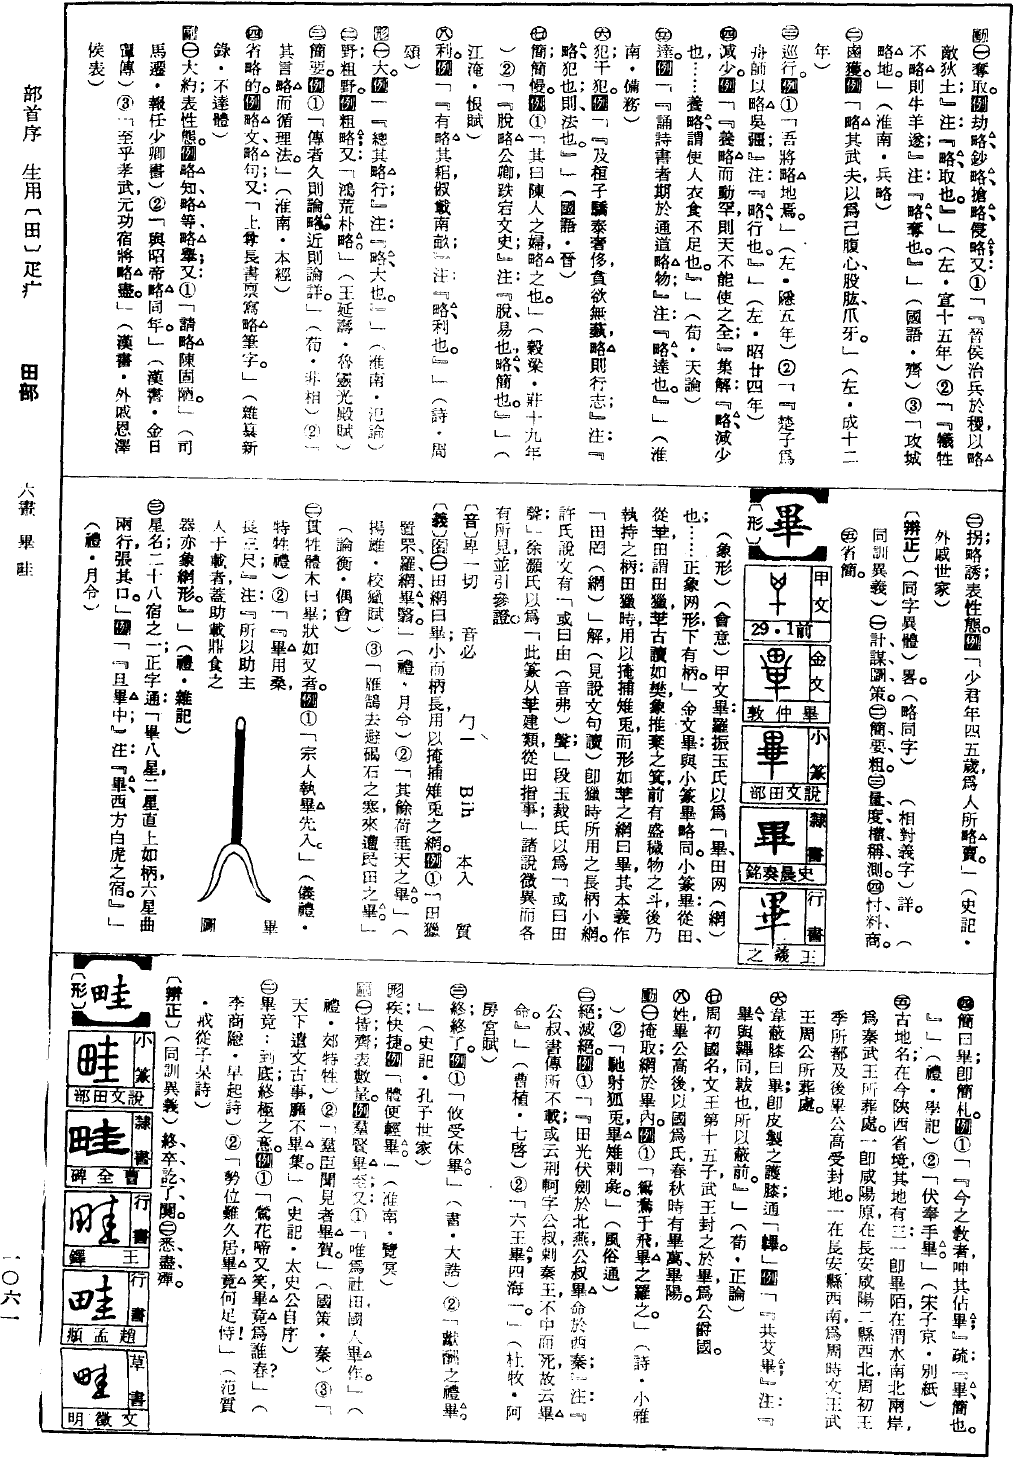 動㊀奪取。例劫略；鈔略；搶略；侵略；又①「『晉侯治兵於稷，以略
敵狄土』注：『略，取也。』」（左・宣十五年）②「『犧牲
不略，則牛羊遂』注：『略，奪也。』」（國語・齊）③「攻城
略地。」（淮南・兵略）
㊁鹵獲。例「略其武夫，以爲己腹心、股肱、爪牙。」（左・成十二
年）
㊂巡行。例①「吾將略地焉。」（左・隱五年）②「『楚子爲
舟師以略吳疆』注：『略，行也。』」（左・昭廿四年）
㊃減少。例「『養略而動罕，則天不能使之全』集解：『略，減少
也，……養略，謂使人衣食不足也。』」（荀・天論）
㊄達。例「『誦詩書者，期於通道略物』注：『略，達也。』」（淮
南・備務）
㊅犯；干犯。例「『及桓子驕泰奢侈，貪欲無藝，略則行志』注：『
略，犯也；則，法也。』」（國語・晉）
㊆簡；簡慢。例①「其曰陳人之婦，略之也。」（穀梁・莊十九年
）②「『脫略公卿，跌宕文史』注：『脫，易也；略，簡也。』」（
江淹・恨賦）
㊇利。例「『有略其耜，俶載南畝』注：『略，利也。』」（詩・周
頌）
形㊀大。例「『總其略行』注：『略，大也。』」（淮南・氾論）
㊁野；粗野。例粗略；又「鴻荒朴略。」（王延壽・魯靈光殿賦）
㊂簡要。例①「傳者久則論略，近則論詳。」（荀・非相）②「
其言略而循理。」（淮南・本經）
㊃省略的。例略文；略句；又「上尊長書，京寫略筆字。」（雜纂新
錄・不達體）
副㊀大約；表性態。例略知；略等；略舉；又①「請略陳固陋。」（司
馬遷・報任少卿書）②「與昭帝略同年。」（漢書・金日
磾傳）③「至乎孝武，元功宿將略盡。」（漢書・外戚恩澤
侯表）
㊁拐略；誘；表性態。例「少君年四五歲，爲人所略賣。」（史記・
外戚世家）
〔辨正〕（同字異體）畧。（略同字）　（相對義字）詳。（
同訓異義）㊀計、謀、圖、策。㊁簡、要、粗。㊂量、度、權、稱、測。㊃忖、料、商。
㊄省、簡。
畢
〔形〕
甲文　前1・29
金文　畢仲敦
小篆　說文田部
隸書　史晨奏銘
行書　王羲之
（象形）（會意）甲文畢，羅振玉氏以爲「畢，田网（網）
也；……正象网形，下有柄。」金文畢與小篆畢略同。小篆畢，從田、
從華，田謂田獵，華古讀如樊，象推棄之箕，前有盛穢物之斗，後乃
執持之柄，田獵時用以掩捕雉兎而形如華之網曰畢，其本義作
「田罔（網）」解（見說文句讀），卽獵時所用之長柄小網。
許氏說文有「或曰由（音弗）聲」，段玉裁氏以爲「或曰田
聲」，徐灝氏以爲「此篆从華建類，從田指事」，諸說微異而各
有所見，並引參證。
〔音〕卑一切　音必　ㄅㄧˋ　Bih　本入　質
〔義〕名㊀田網曰畢；小而柄長，用以掩捕雉兎之網。例①「田獵
罝罘、羅網、畢翳。」（禮・月令）②「其餘荷垂天之畢。」（
揚雄・校獵賦）③「雁鵠去避碣石之寒，來遭民田之畢。」
（論衡・偶會）
㊁貫牲體木曰畢，狀如叉者。例①「宗人執畢先入。」（儀禮・
特牲禮）②「『畢用桑，
長三尺』注：『所以助主
人于載者，蓋助載鼎食之
器，亦象網形。』」（禮・雜記）
畢　圖
㊂星名；二十八宿之一；正字通「畢八星，二星直上如柄，六星曲
兩行張其口。」例「『旦畢中』注：『畢，西方白虎之宿。』」
（禮・月令）
㊃簡曰畢；卽簡札。例①「『今之敎者，呻其佔畢』疏：『畢，簡也。
』」（禮・學記）②「伏奉手畢。」（宋子京・別紙）
㊄古地名；在今陝西省境，其地有三：一卽畢陌，在渭水南北兩岸，
爲秦武王所葬處。一卽咸陽原，在長安、咸陽二縣西北，周初王
季所都及後畢公高受封地。一在長安縣西南，爲周時文王、武
王、周公所葬處。
㊅韋蔽膝曰畢；卽皮製之護膝；通「韠」。例「『共艾畢』注：『
畢與韠同，韍也，所以蔽前。』」（荀・正論）
㊆周初國名，文王第十五子，武王封之於畢，爲公爵國。
㊇姓；畢公高後，以國爲氏，春秋時有畢萬、畢陽。
動㊀掩取；網於畢內。例①「鴛鴦于飛，畢之羅之。」（詩・小雅
）②「馳射狐兎，畢雉刺彘。」（風俗通）
㊁絕滅；絕。例①「『田光伏劍於北燕，公叔畢命於西秦』注：『
公叔，書傳所不載，或云荆軻字公叔，刺秦王不中而死，故云畢
命。』」（曹植・七啓）②「六王畢，四海一。」（杜牧・阿
房宮賦）
㊂終；終了。例①「攸受休畢。」（書・大誥）②「獻酬之禮畢。
」（史記・孔子世家）
形疾；快捷。例「體便輕畢。」（淮南・覽冥）
副㊀皆；齊；表數量。例羣賢畢至；又①「唯爲社田，國人畢作。」（
禮・郊特牲）②「羣臣聞見者畢賀。」（國策・秦）③「
天下遺文古事，靡不畢集。」（史記・太史公自序）
㊁畢竟：到底；終極之意。例①「鶯花啼又笑，畢竟爲誰春？」（
李商隱・早起詩）②「勢位雖久居，畢竟何足恃！」（范質
・戒從子杲詩）
〔辨正〕（同訓異義）㊀終、卒、訖、了、闋。㊁悉、盡、殫。
畦
〔形〕
小篆　說文田部
隸書　曹全碑
行書　王鐸
行書　趙孟頫
草書　文徵明
部首序　生用〔田〕疋疒　田部　六畫　畢　畦
一〇六一